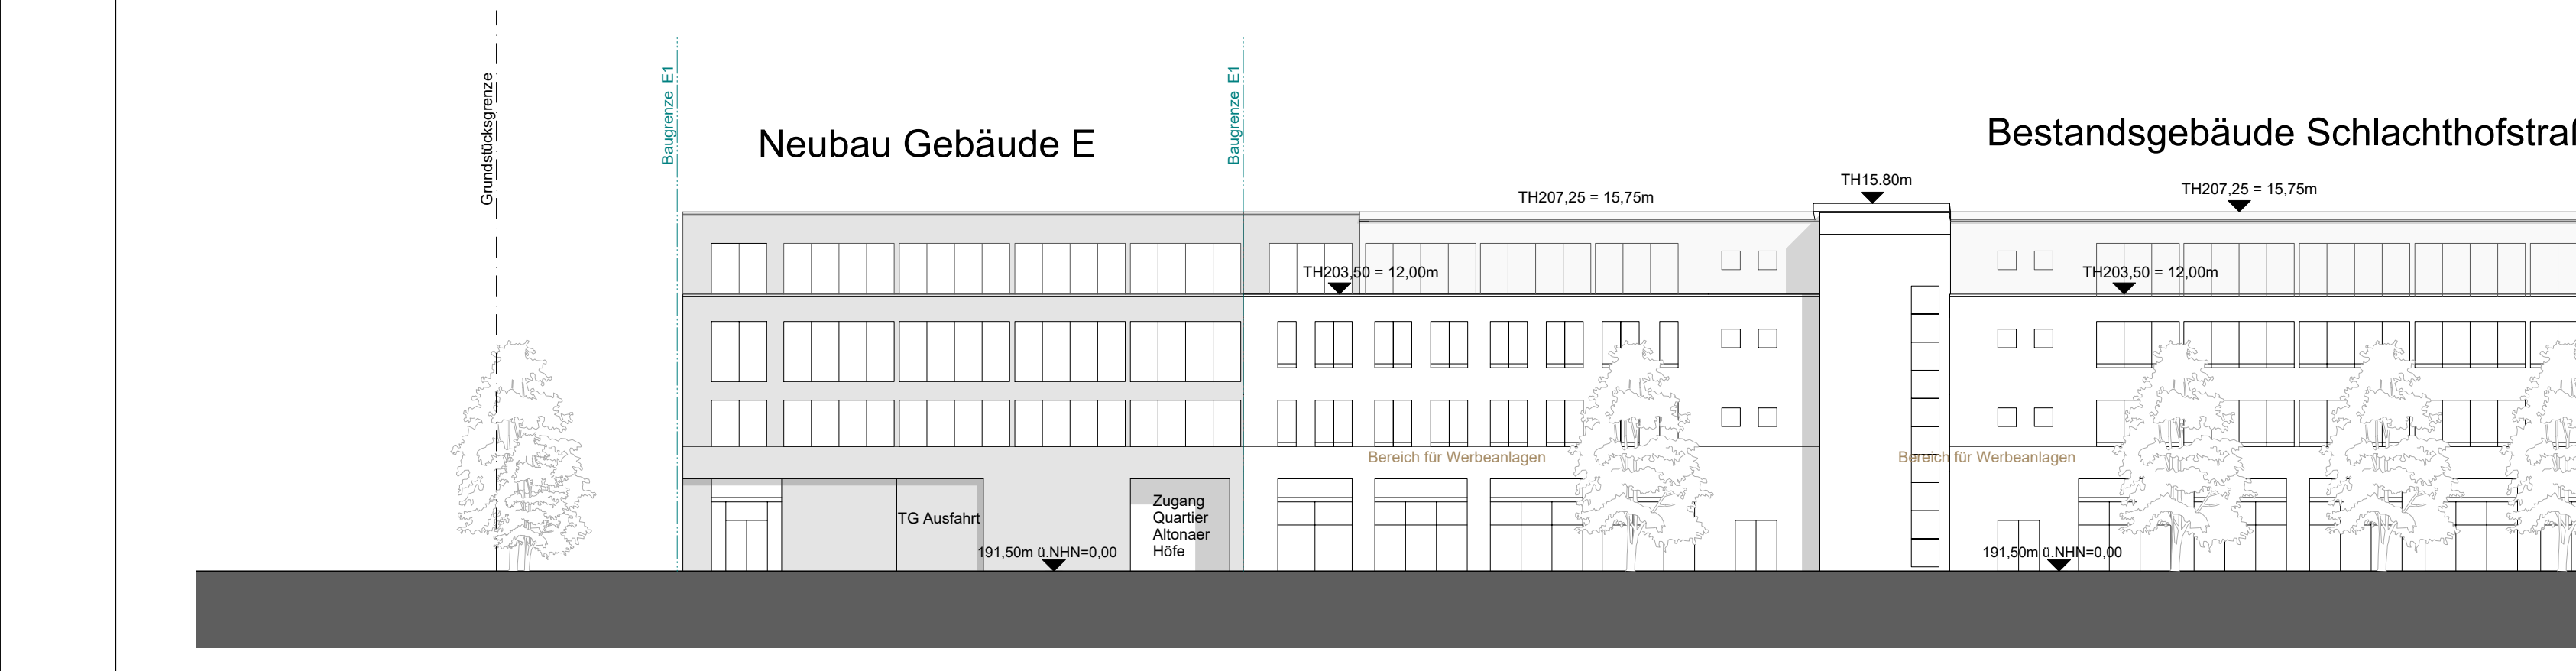 Grundstücksgrenze
Baugrenze E1
Neubau Gebäude E
Baugrenze E1
Bestandsgebäude Schlachthofstra
TH207,25 = 15,75m
TH15.80m
TH207,25 = 15,75m
TH203,50 = 12,00m
TH203,50 = 12,00m
Bereich für Werbeanlagen
Bereich für Werbeanlagen
TG Ausfahrt
Zugang
Quartier
Altonaer
Höfe
191,50m ü.NHN=0,00
191,50m ü.NHN=0,00